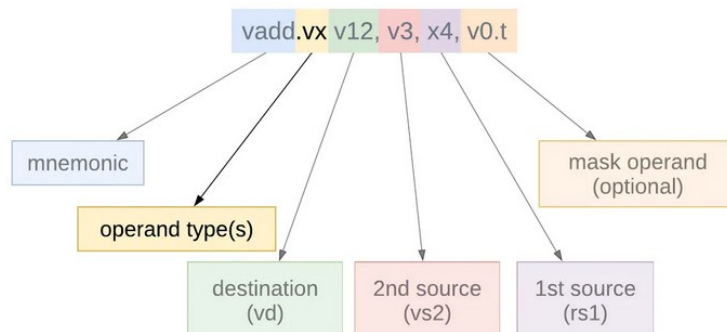 vadd.vx v12, v3, x4, v0.t
mnemonic
mask operand
(optional)
operand type(s)
destination
(vd)
2nd source
(vs2)
1st source
(rs1)